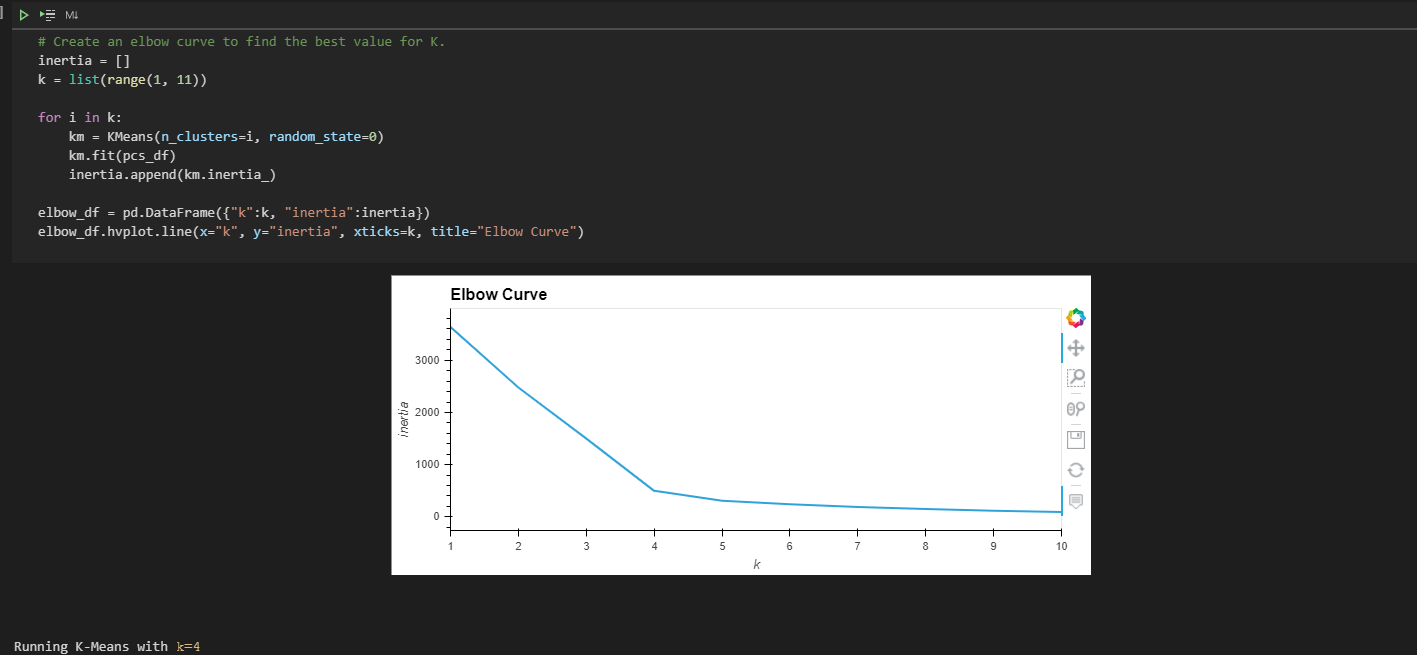 ]
M↓
# Create an elbow curve to find the best value for K.
inertia = []
k = list(range(1, 11))
for i in k:
    km = KMeans(n_clusters=i, random_state=0)
    km.fit(pcs_df)
    inertia.append(km.inertia_)
elbow_df = pd.DataFrame({"k":k, "inertia":inertia})
elbow_df.hvplot.line(x="k", y="inertia", xticks=k, title="Elbow Curve")
Elbow Curve
3000
2000
1000
0
inertia
1 2 3 4 5 6 7 8 9 10
k
Running K-Means with k=4